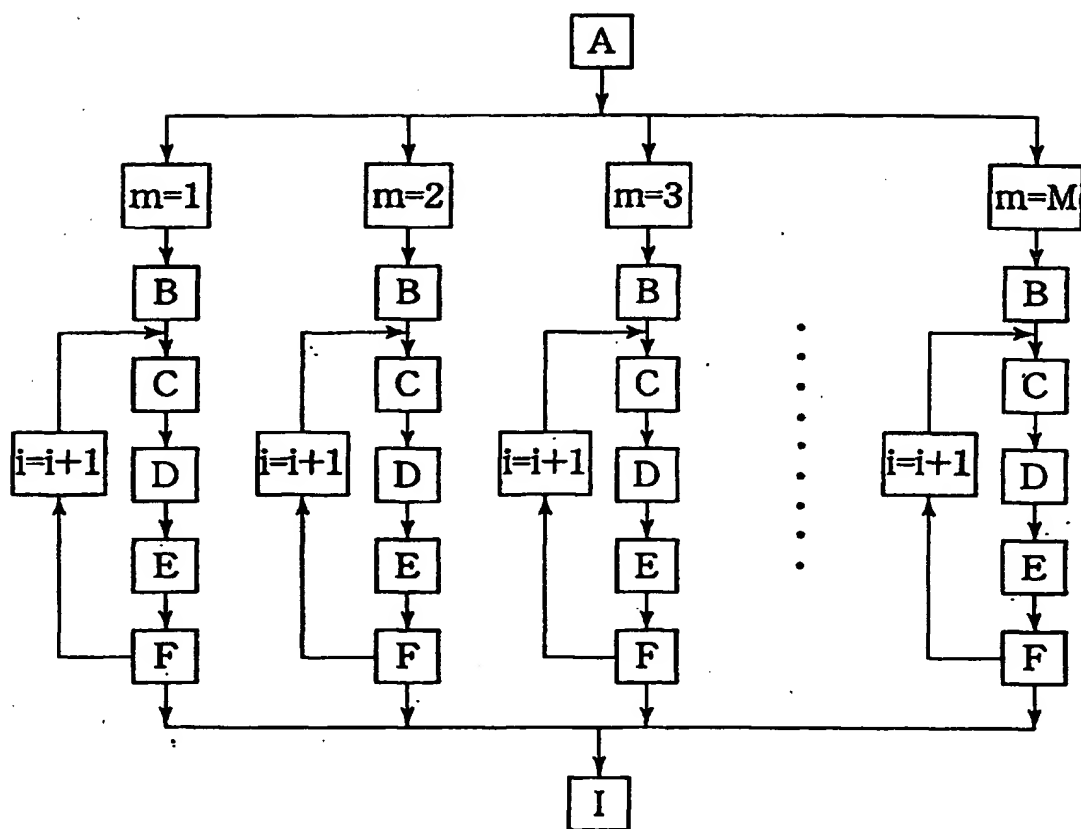 A
m=1 m=2 m=3 m=M
B B B B
C C C C
i=i+1 D i=i+1 D i=i+1 D i=i+1 D
E E E E
F F F F
I